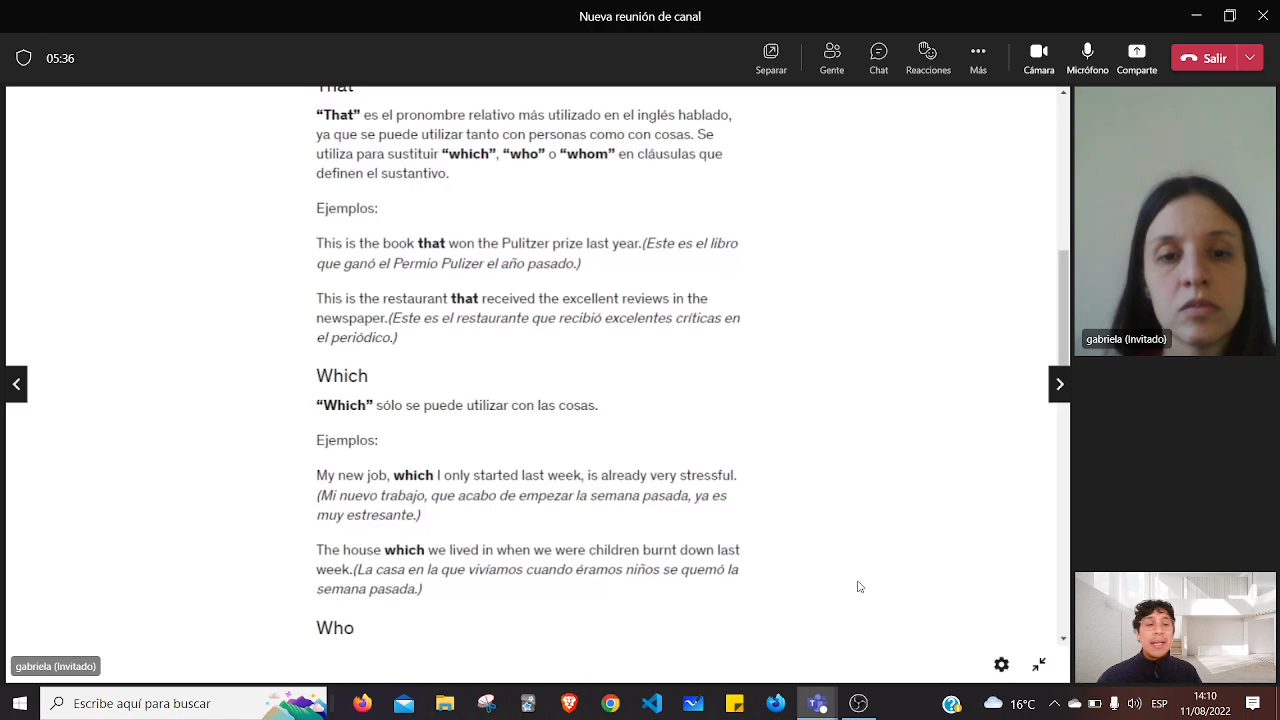 Nueva reunión de canal
05:36
Separar
Gente
Chat
Reacciones
Más
Cámara
Micrófono
Comparte
Salir
That
“That” es el pronombre relativo más utilizado en el inglés hablado,
ya que se puede utilizar tanto con personas como con cosas. Se
utiliza para sustituir “which”, “who” o “whom” en cláusulas que
definen el sustantivo.
Ejemplos:
This is the book that won the Pulitzer prize last year.(Este es el libro
que ganó el Permio Pulizer el año pasado.)
This is the restaurant that received the excellent reviews in the
newspaper.(Este es el restaurante que recibió excelentes críticas en
el periódico.)
Which
“Which” sólo se puede utilizar con las cosas.
Ejemplos:
My new job, which I only started last week, is already very stressful.
(Mi nuevo trabajo, que acabo de empezar la semana pasada, ya es
muy estresante.)
The house which we lived in when we were children burnt down last
week.(La casa en la que vivíamos cuando éramos niños se quemó la
semana pasada.)
Who
gabriela (Invitado)
gabriela (Invitado)
Escribe aquí para buscar
16°C
14:10
11/08/2022